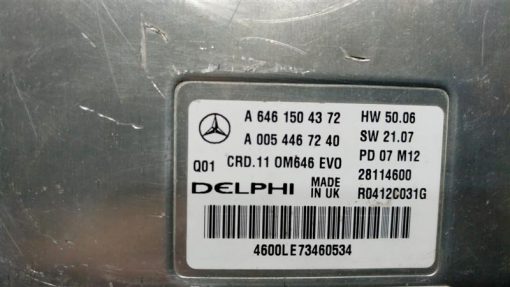 A 646 150 43 72 HW 50.06
A 005 446 72 40 SW 21.07
Q01 CRD.11 OM646 EVO PD 07 M12
DELPHI MADE IN UK 28114600
R0412C031G
4600LE73460534